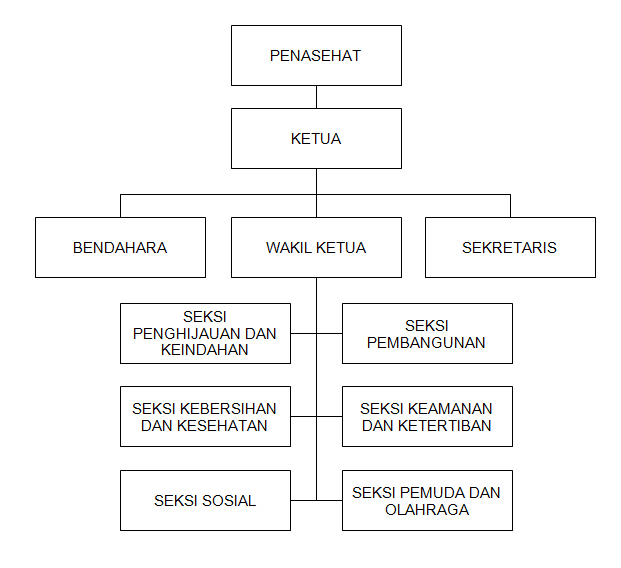 PENASEHAT
KETUA
BENDAHARA
WAKIL KETUA
SEKRETARIS
SEKSI
PENGHIJAUAN DAN
KEINDAHAN
SEKSI
PEMBANGUNAN
SEKSI KEBERSIHAN
DAN KESEHATAN
SEKSI KEAMANAN
DAN KETERTIBAN
SEKSI SOSIAL
SEKSI PEMUDA DAN
OLAHRAGA